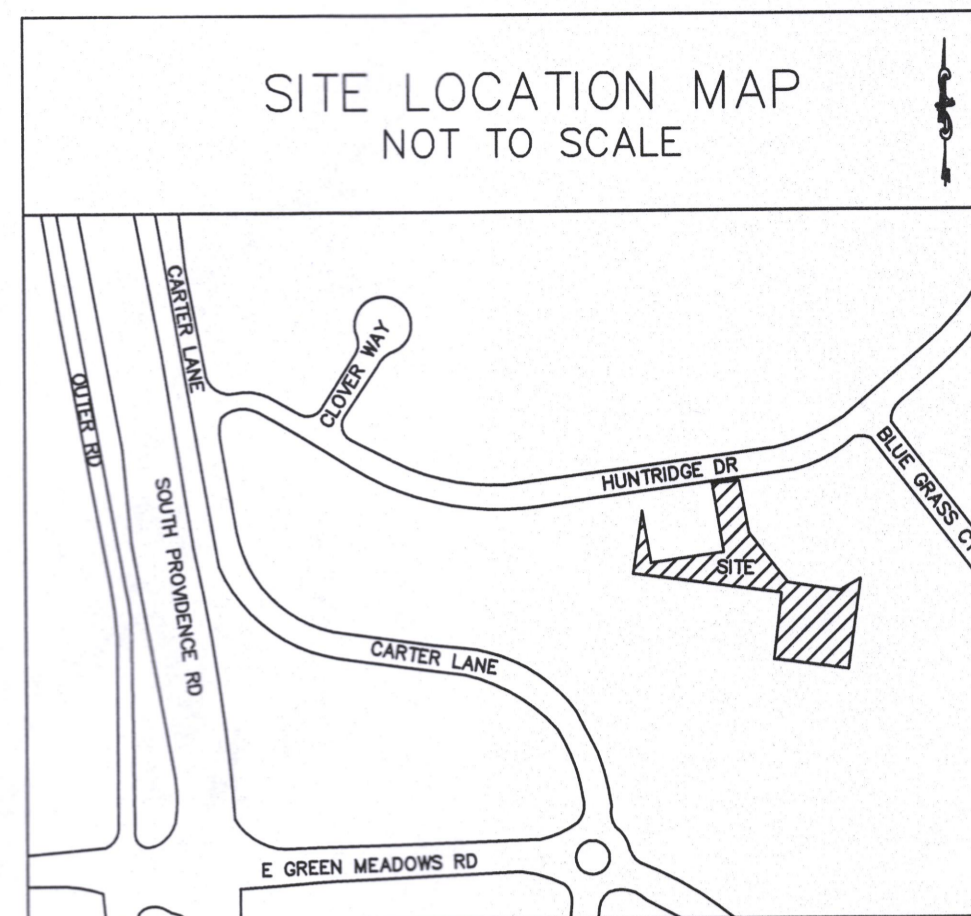 SITE LOCATION MAP
NOT TO SCALE
CARTER LANE
CLOVER WAY
OUTER RD
SOUTH PROVIDENCE RD
HUNTRIDGE DR
BLUE GRASS CT
SITE
CARTER LANE
E GREEN MEADOWS RD